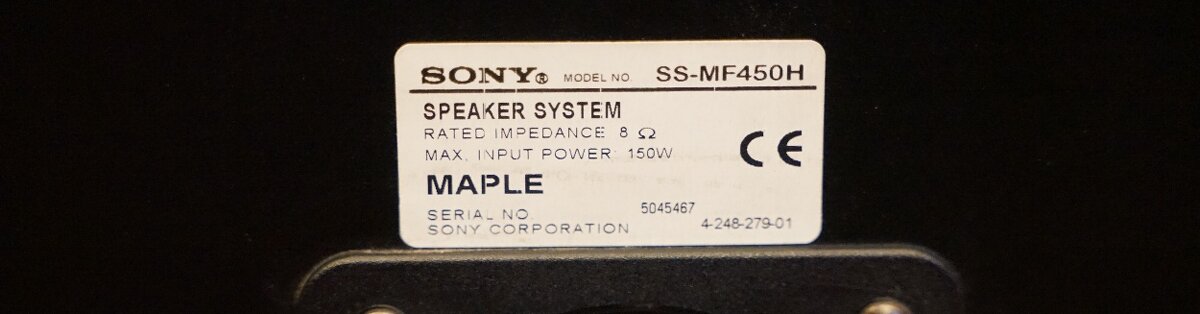 SONY® MODEL NO. SS-MF450H
SPEAKER SYSTEM
RATED IMPEDANCE 8 Ω
MAX. INPUT POWER: 150W
CE
MAPLE
SERIAL NO. 5045467
SONY CORPORATION 4-248-279-01